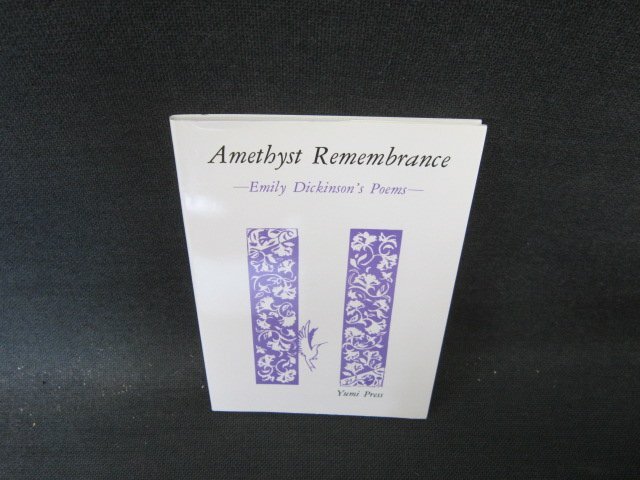 Amethyst Remembrance
—Emily Dickinson's Poems—
Yumi Press